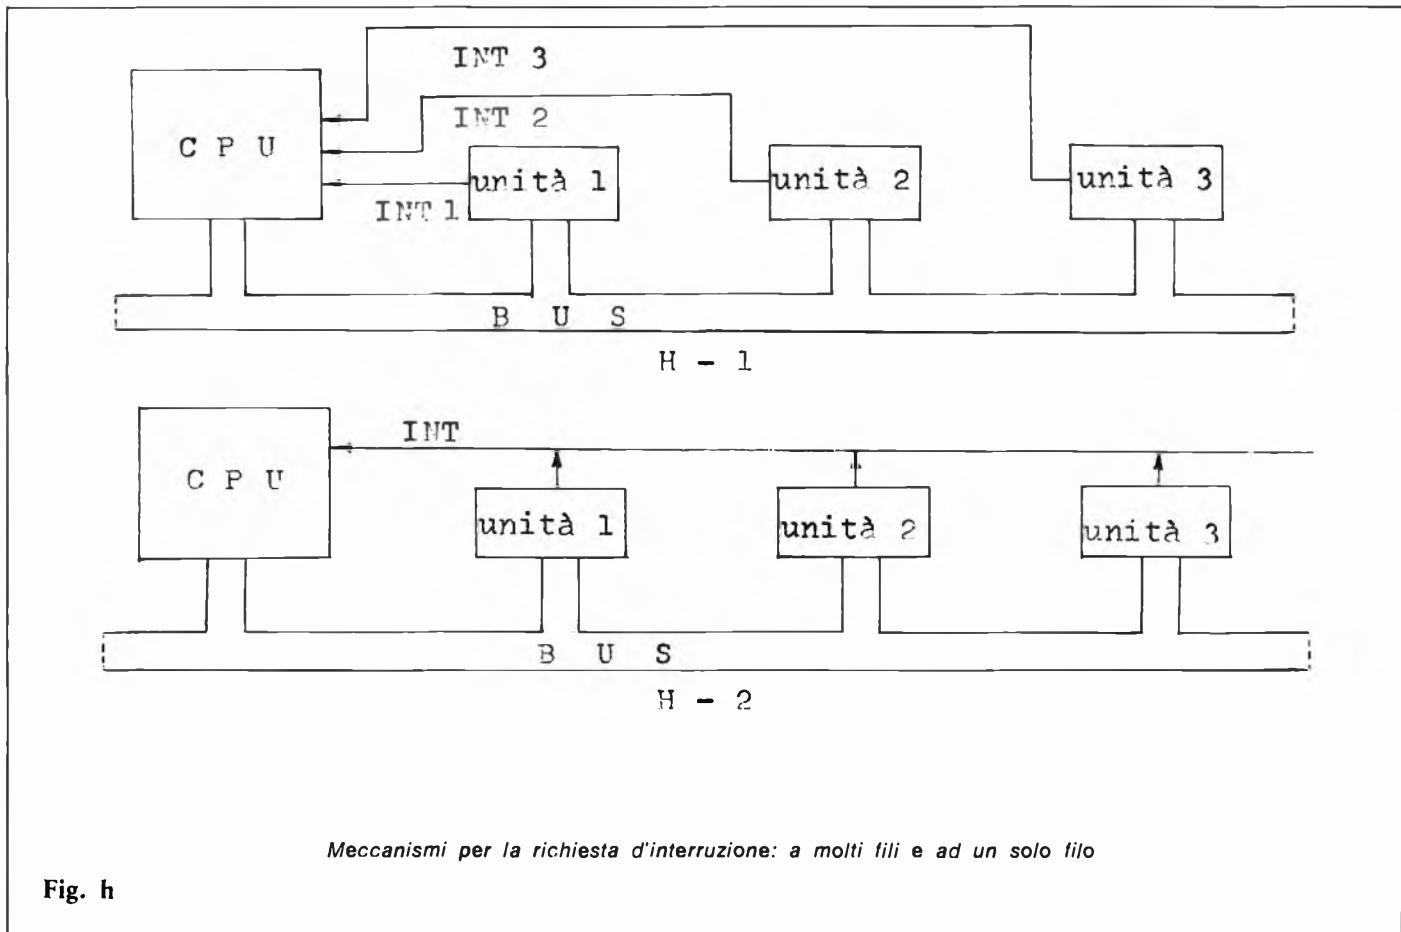 INT 3
INT 2
C P U
unità 1
unità 2
unità 3
INT 1
B U S
H - 1
INT
C P U
unità 1
unità 2
unità 3
B U S
H - 2
Meccanismi per la richiesta d'interruzione: a molti fili e ad un solo filo
Fig. h